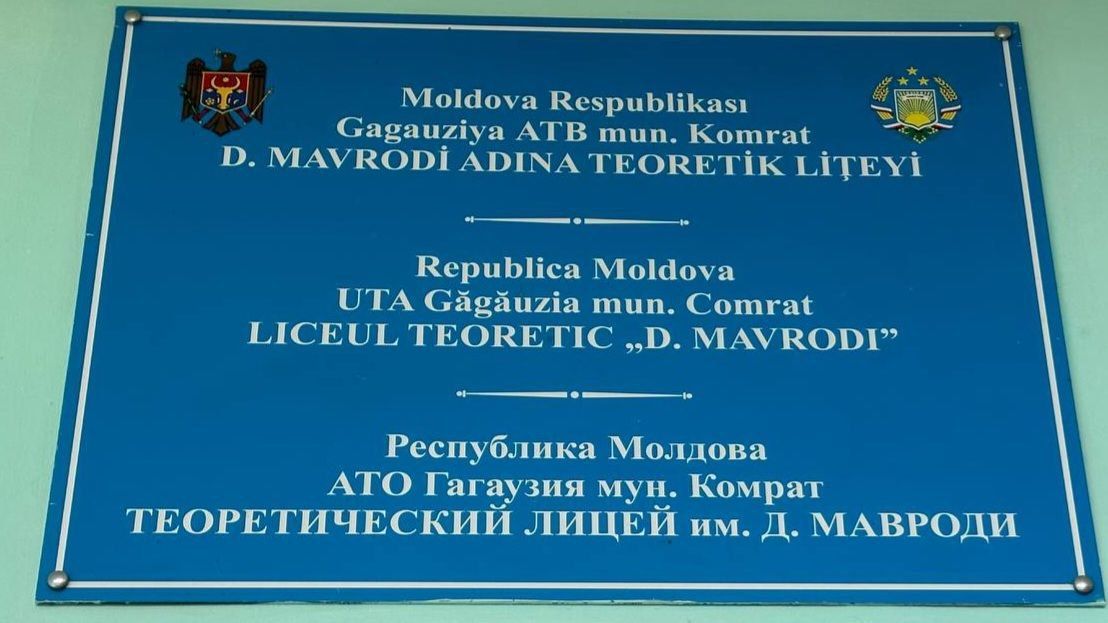 Moldova Respublikası
Gagauziya ATB mun. Komrat
D. MAVRODİ ADINA TEORETİK LİŢEYİ
Republica Moldova
UTA Găgăuzia mun. Comrat
LICEUL TEORETIC „D. MAVRODI”
Республика Молдова
АТО Гагаузия мун. Комрат
ТЕОРЕТИЧЕСКИЙ ЛИЦЕЙ им. Д. МАВРОДИ